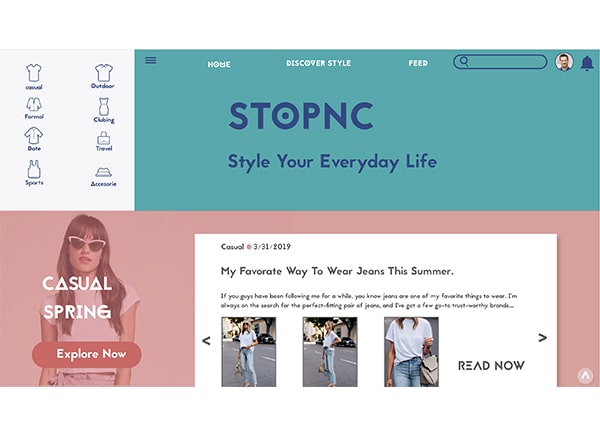 casual
Outdoor
Formal
Clubing
Date
Travel
Sports
Accesorie
HOME
DISCOVER STYLE
FEED
STOPNC
Style Your Everyday Life
CASUAL
SPRING
Explore Now
Casual 3/31/2019
My Favorate Way To Wear Jeans This Summer.
If you guys have been following me for a while, you know jeans are one of my favorite things to wear. I'm
always on the search for the perfect-fitting pair of jeans, and I've got a few go-to trust-worthy brands...
<
>
READ NOW